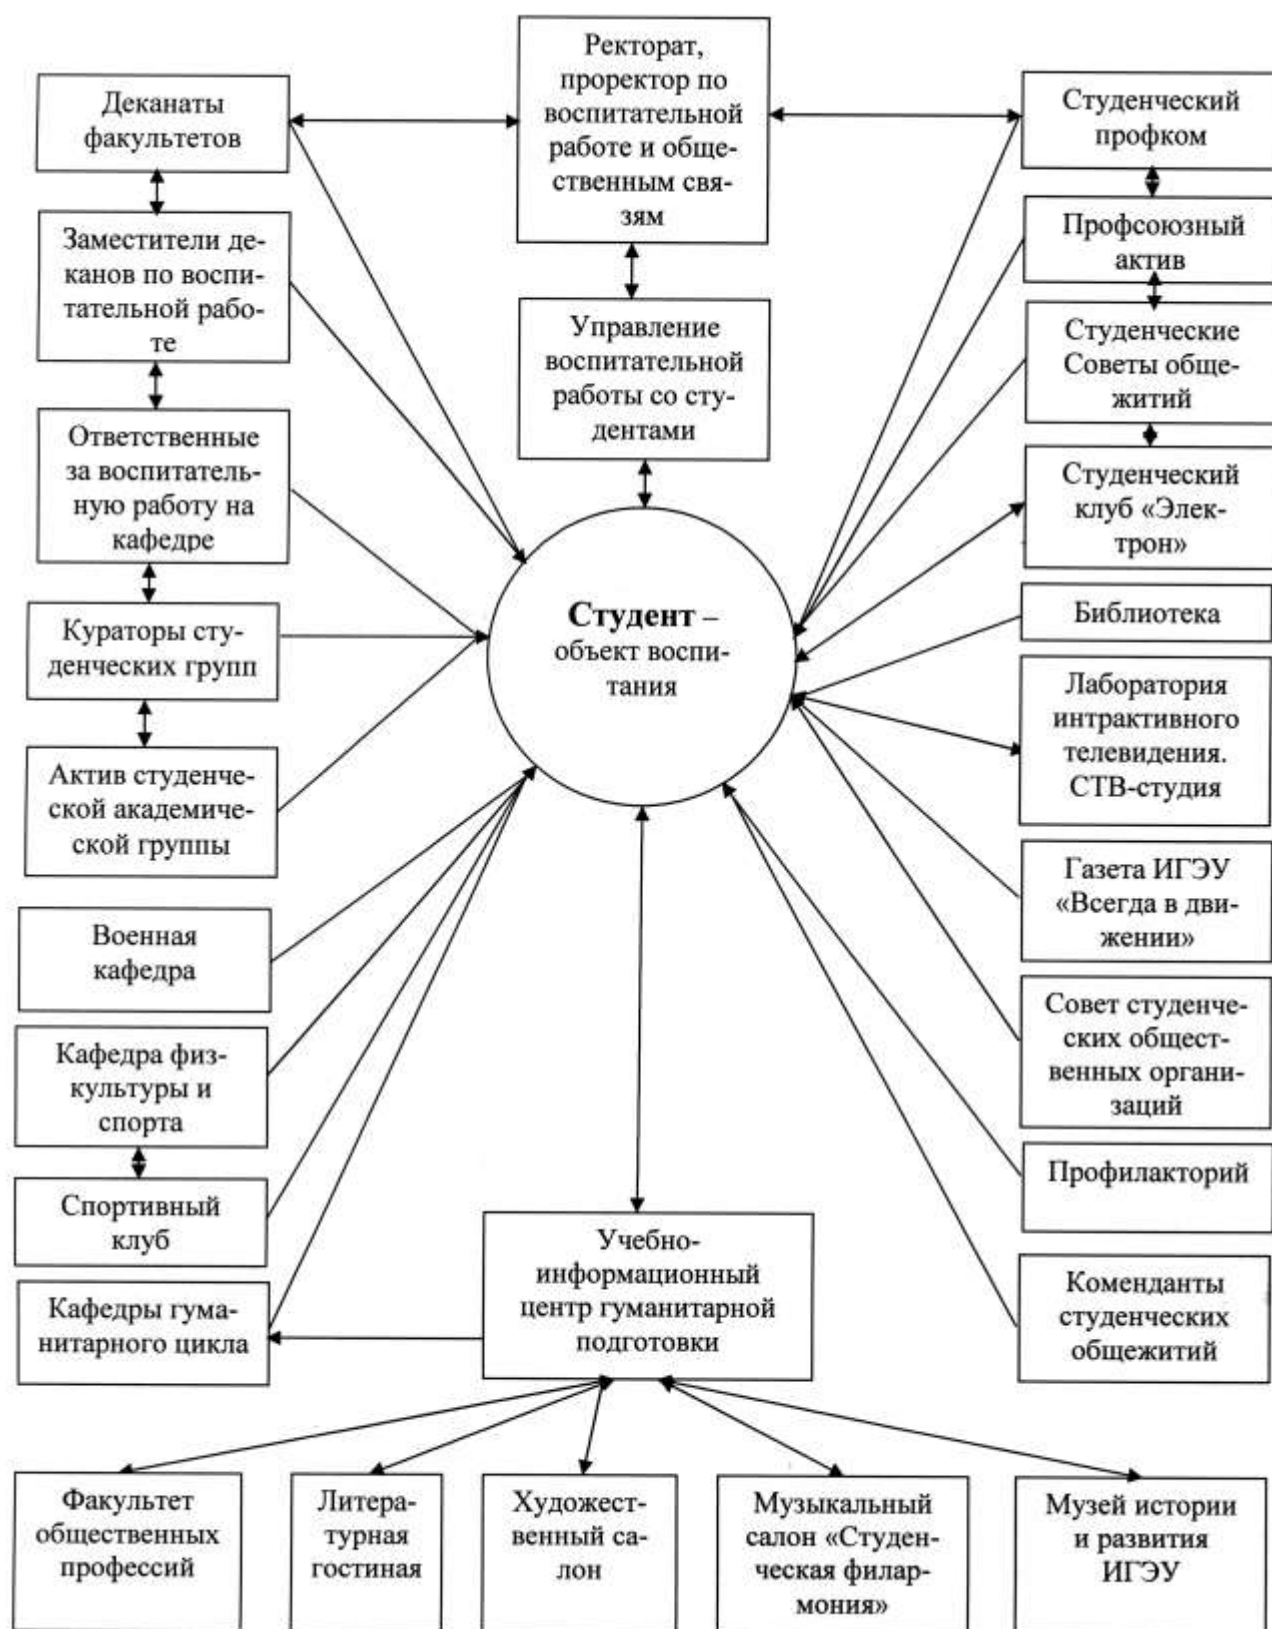 Ректорат,
проректор по
воспитательной
работе и обще-
ственным свя-
зям
Деканаты
факультетов
Студенческий
профком
Заместители де-
канов по воспи-
тательной рабо-
те
Профсоюзный
актив
Управление
воспитательной
работы со сту-
дентами
Студенческие
Советы обще-
житий
Ответственные
за воспитатель-
ную работу на
кафедре
Студенческий
клуб «Элек-
трон»
Студент –
объект воспи-
тания
Кураторы сту-
денческих групп
Библиотека
Лаборатория
интрактивного
телевидения.
СТВ-студия
Актив студенче-
ской академиче-
ской группы
Газета ИГЭУ
«Всегда в дви-
жении»
Военная
кафедра
Совет студенче-
ских общест-
венных органи-
заций
Кафедра физ-
культуры и
спорта
Профилакторий
Спортивный
клуб
Учебно-
информационный
центр гуманитарной
подготовки
Коменданты
студенческих
общежитий
Кафедры гума-
нитарного цикла
Факультет
общественных
профессий
Литера-
турная
гостиная
Художест-
венный са-
лон
Музыкальный
салон «Студен-
ческая филар-
мония»
Музей истории
и развития
ИГЭУ